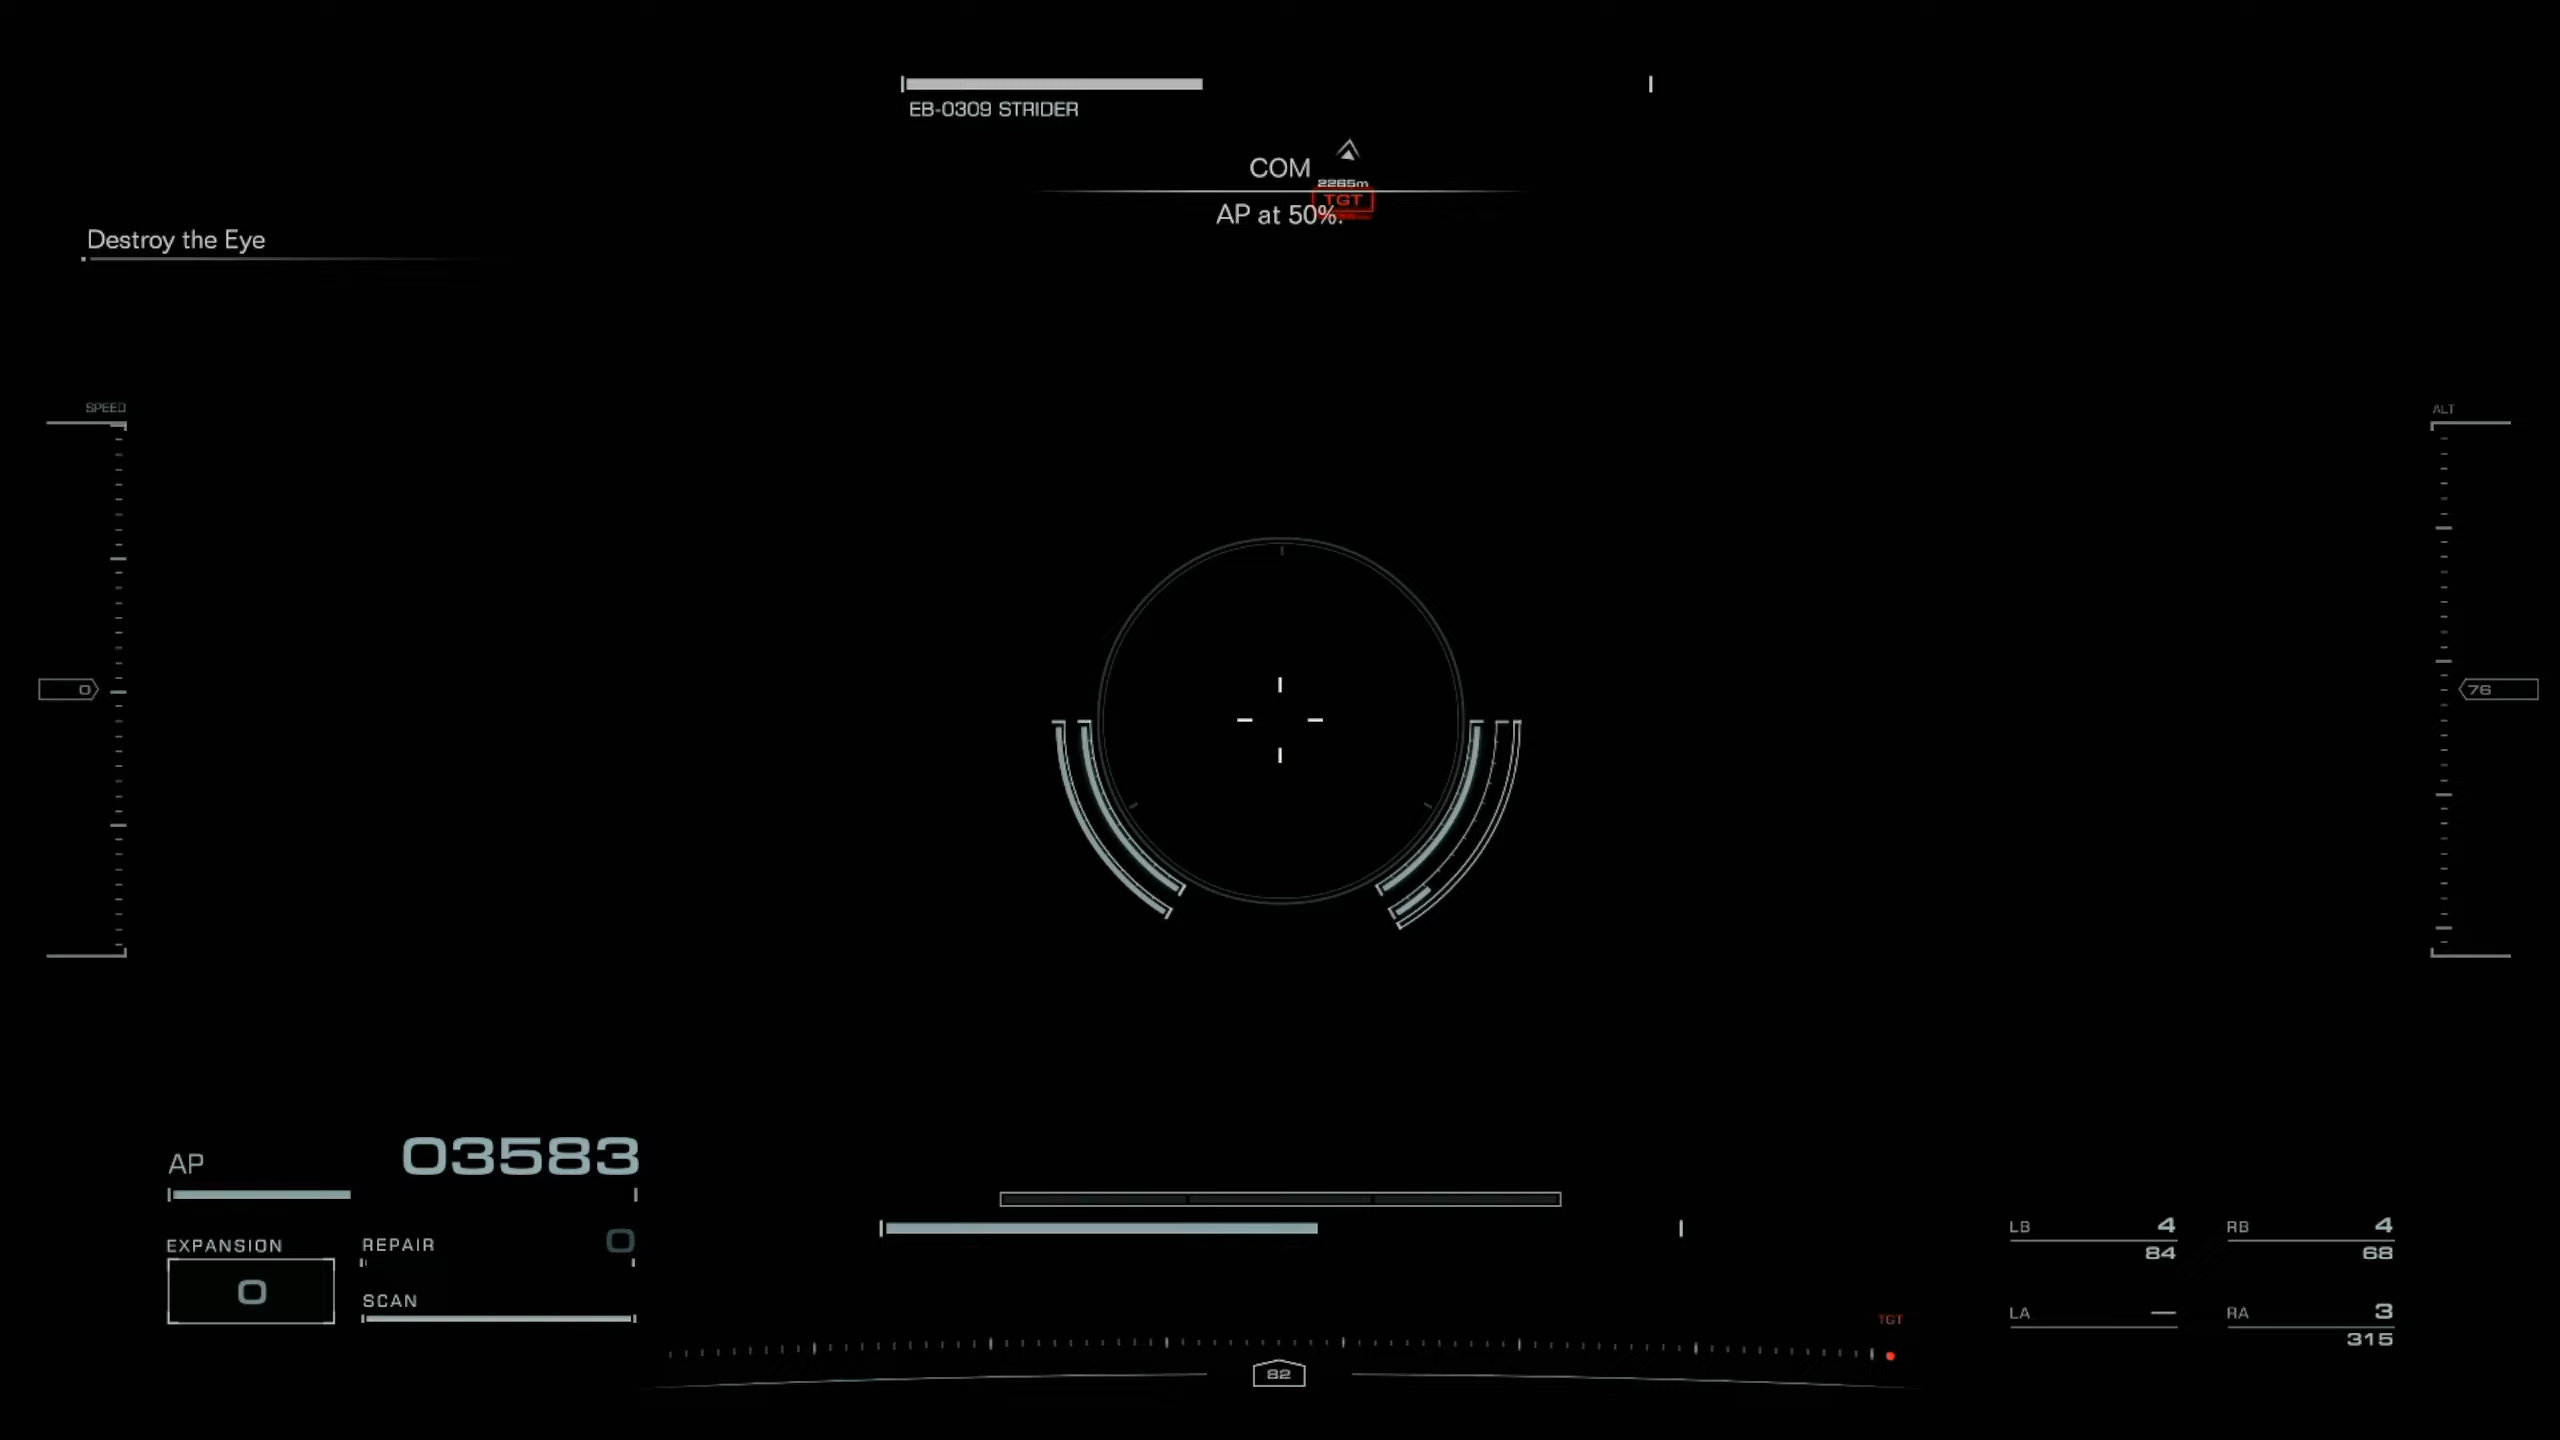 EB-0309 STRIDER
COM
2265m
TGT
AP at 50%.
Destroy the Eye
SPEED
ALT
0
76
AP 03583
EXPANSION
0
REPAIR 0
SCAN
LB 4
84
RB 4
68
LA —
RA 3
315
TGT
82